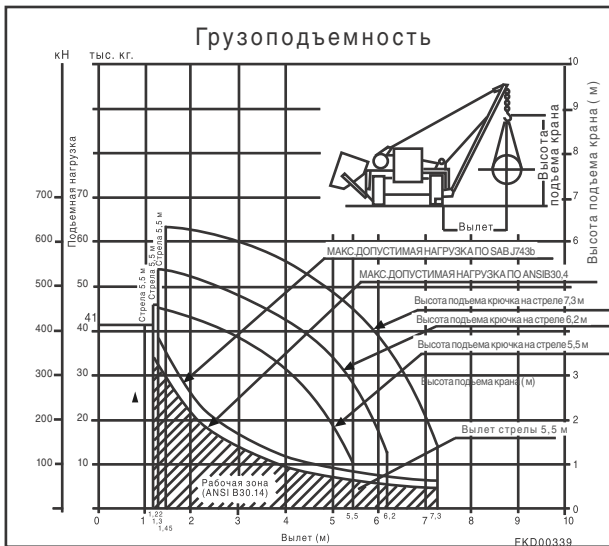 Грузоподъемность
кН
тыс. кг.
Подъемная нагрузка
700
600
500
400
300
200
100
70
60
50
41
40
30
20
10
Стрела 5,5 м
Стрела 5,5 м
Стрела 5,5 м
Высота подъема крана
Вылет
МАКС.ДОПУСТИМАЯ НАГРУЗКА ПО SAB J743b
МАКС.ДОПУСТИМАЯ НАГРУЗКА ПО ANSIB30,4
Высота подъема крючка на стреле 7,3 м
Высота подъема крючка на стреле 6,2 м
Высота подъема крючка на стреле 5,5 м
Высота подъема крана ( м)
Вылет стрелы 5,5 м
Рабочая зона
(ANSI B30.14)
10
9
8
7
6
3
2
1
0
Высота подъема крана ( м )
0
1
1,22
1,3
1,45
2
3
4
5
5,5
6
6,2
7
7,3
8
9
10
Вылет (м)
FKD00339